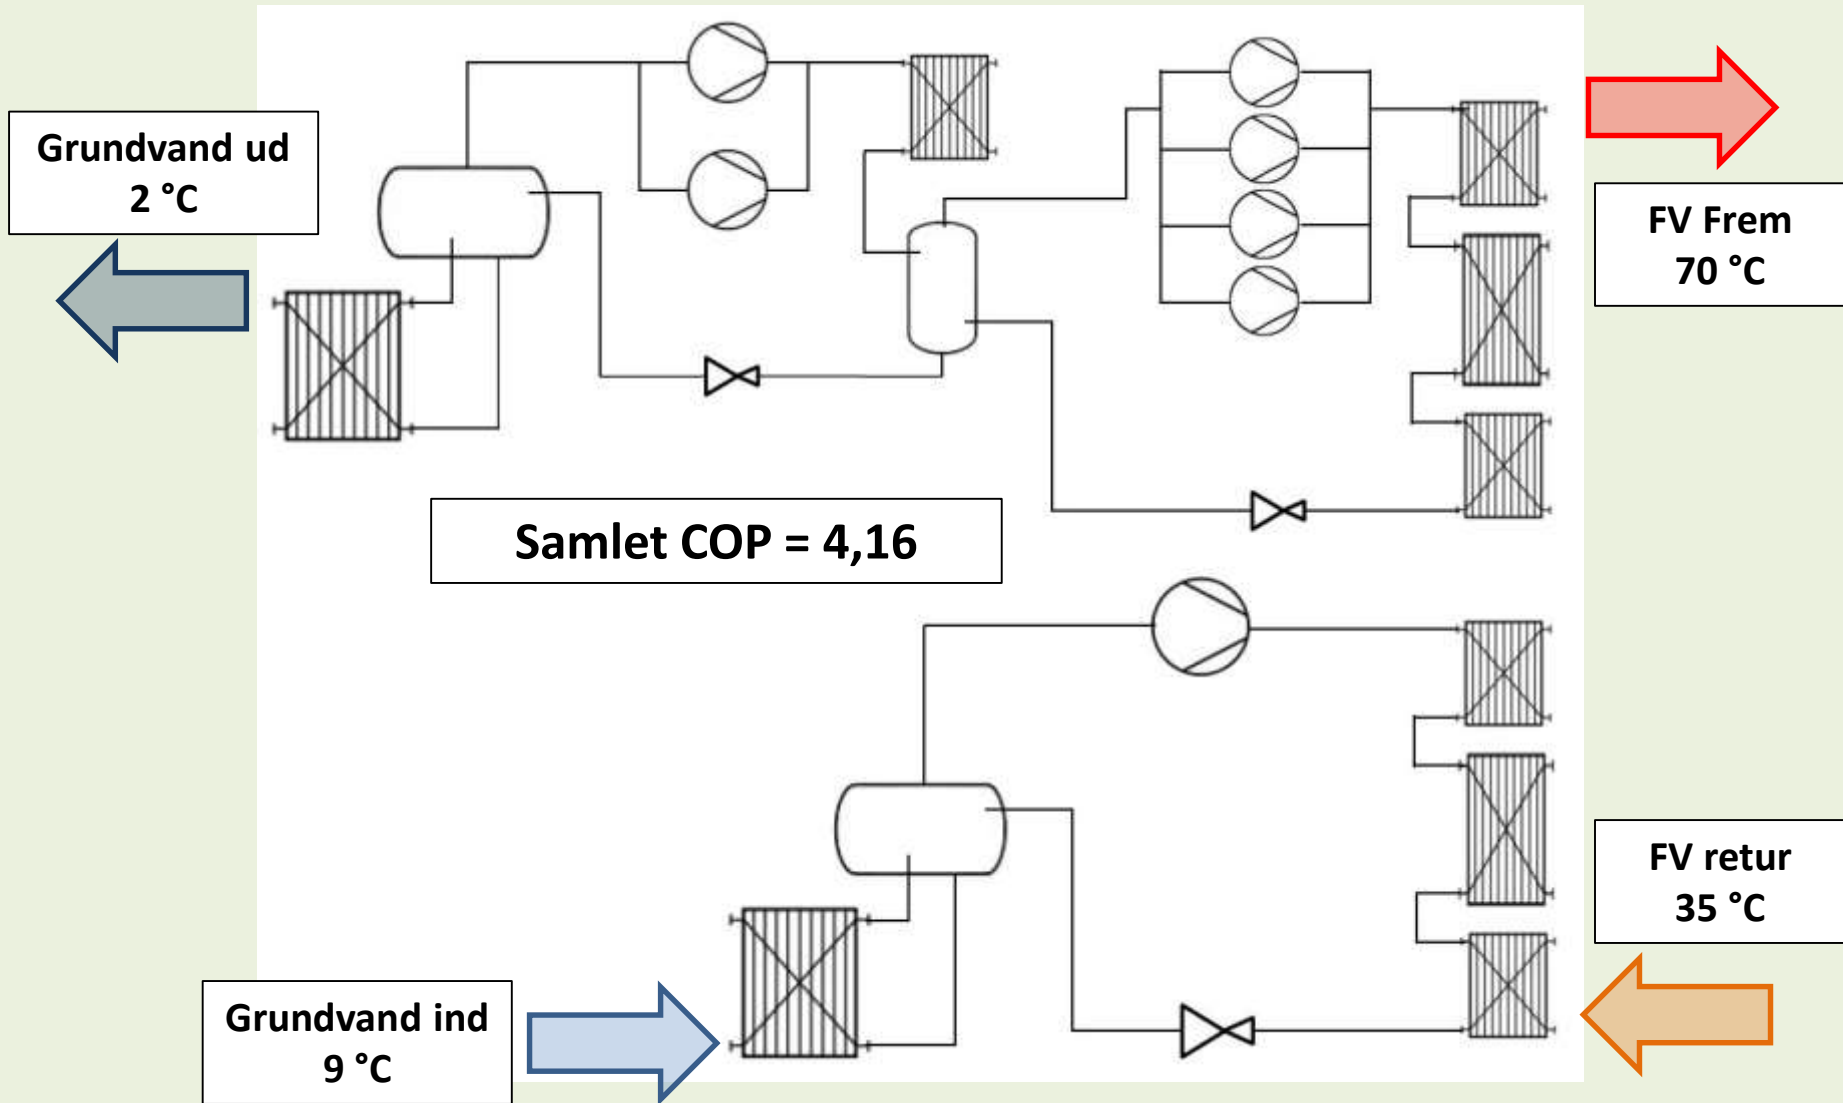 Grundvand ud
2 °C
FV Frem
70 °C
Samlet COP = 4,16
FV retur
35 °C
Grundvand ind
9 °C